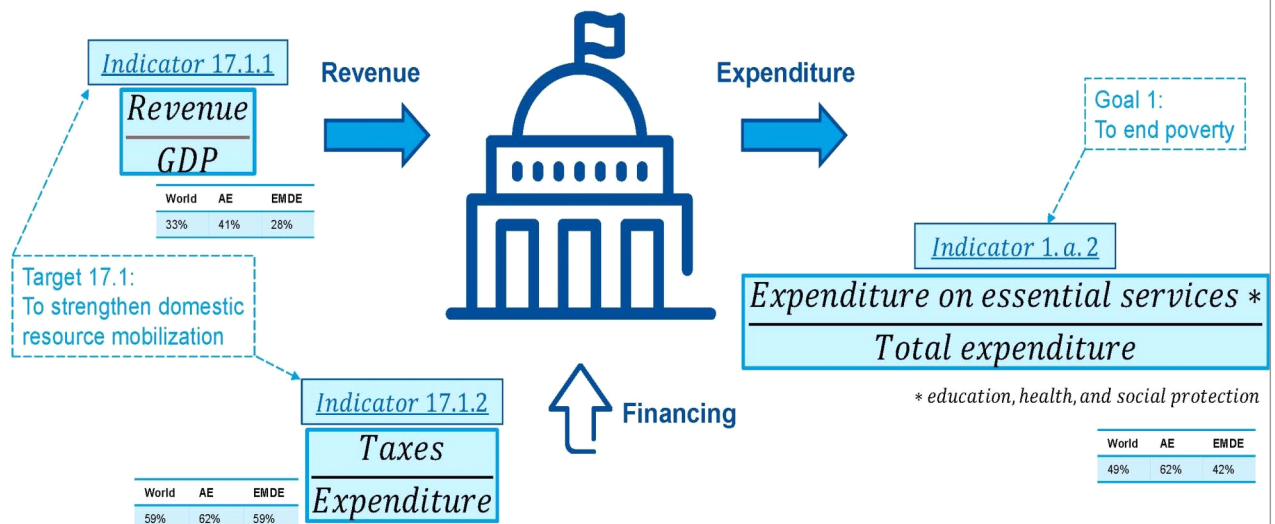 Indicator 17.1.1
Revenue
GDP
World AE EMDE
33% 41% 28%
Revenue
Expenditure
Goal 1:
To end poverty
Target 17.1:
To strengthen domestic
resource mobilization
Indicator 1.a.2
Expenditure on essential services *
Total expenditure
* education, health, and social protection
World AE EMDE
49% 62% 42%
Indicator 17.1.2
Taxes
Expenditure
Financing
World AE EMDE
59% 62% 59%